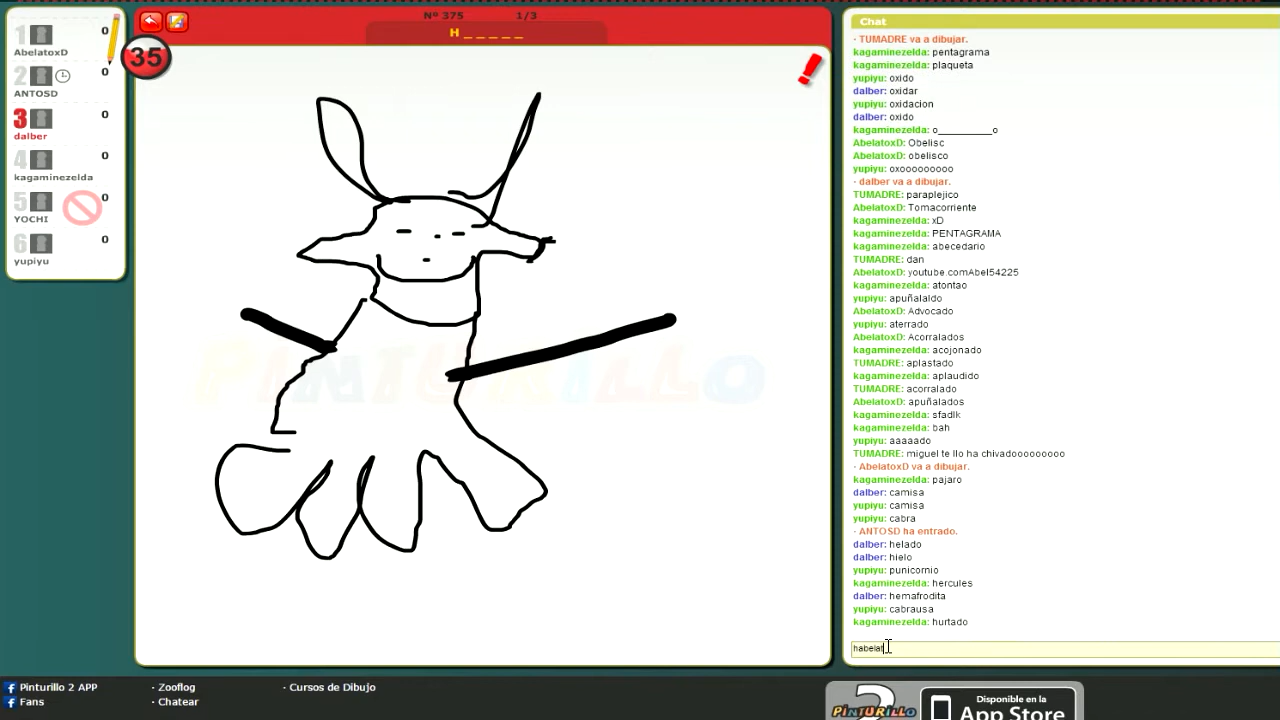 1 0
AbelatoxD
2 0
ANTOSD
3 0
dalber
4 0
kagaminezelda
5 0
YOCHI
6 0
yupiyu
35
Nº 375 1/3
H _ _ _ _ _
PINTURILLO
Chat
· TUMADRE va a dibujar.
kagaminezelda: pentagrama
kagaminezelda: plaqueta
yupiyu: oxido
dalber: oxidar
yupiyu: oxidacion
dalber: oxido
kagaminezelda: o__________o
AbelatoxD: Obelisc
AbelatoxD: obelisco
yupiyu: oxooooooooo
· dalber va a dibujar.
TUMADRE: paraplejico
AbelatoxD: Tomacorriente
kagaminezelda: xD
kagaminezelda: PENTAGRAMA
kagaminezelda: abecedario
TUMADRE: dan
AbelatoxD: youtube.comAbel54225
kagaminezelda: atontao
yupiyu: apuñalaldo
AbelatoxD: Advocado
yupiyu: aterrado
AbelatoxD: Acorralados
kagaminezelda: acojonado
TUMADRE: aplastado
kagaminezelda: aplaudido
TUMADRE: acorralado
AbelatoxD: apuñalados
kagaminezelda: sfadlk
kagaminezelda: bah
yupiyu: aaaaado
TUMADRE: miguel te llo ha chivadooooooooo
· AbelatoxD va a dibujar.
kagaminezelda: pajaro
dalber: camisa
yupiyu: camisa
yupiyu: cabra
· ANTOSD ha entrado.
dalber: helado
dalber: hielo
yupiyu: punicornio
kagaminezelda: hercules
dalber: hemafrodita
yupiyu: cabrausa
kagaminezelda: hurtado
habelat
Pinturillo 2 APP
Fans
· Zooflog
· Chatear
· Cursos de Dibujo
2
PINTURILLO
Disponible en la
App Store